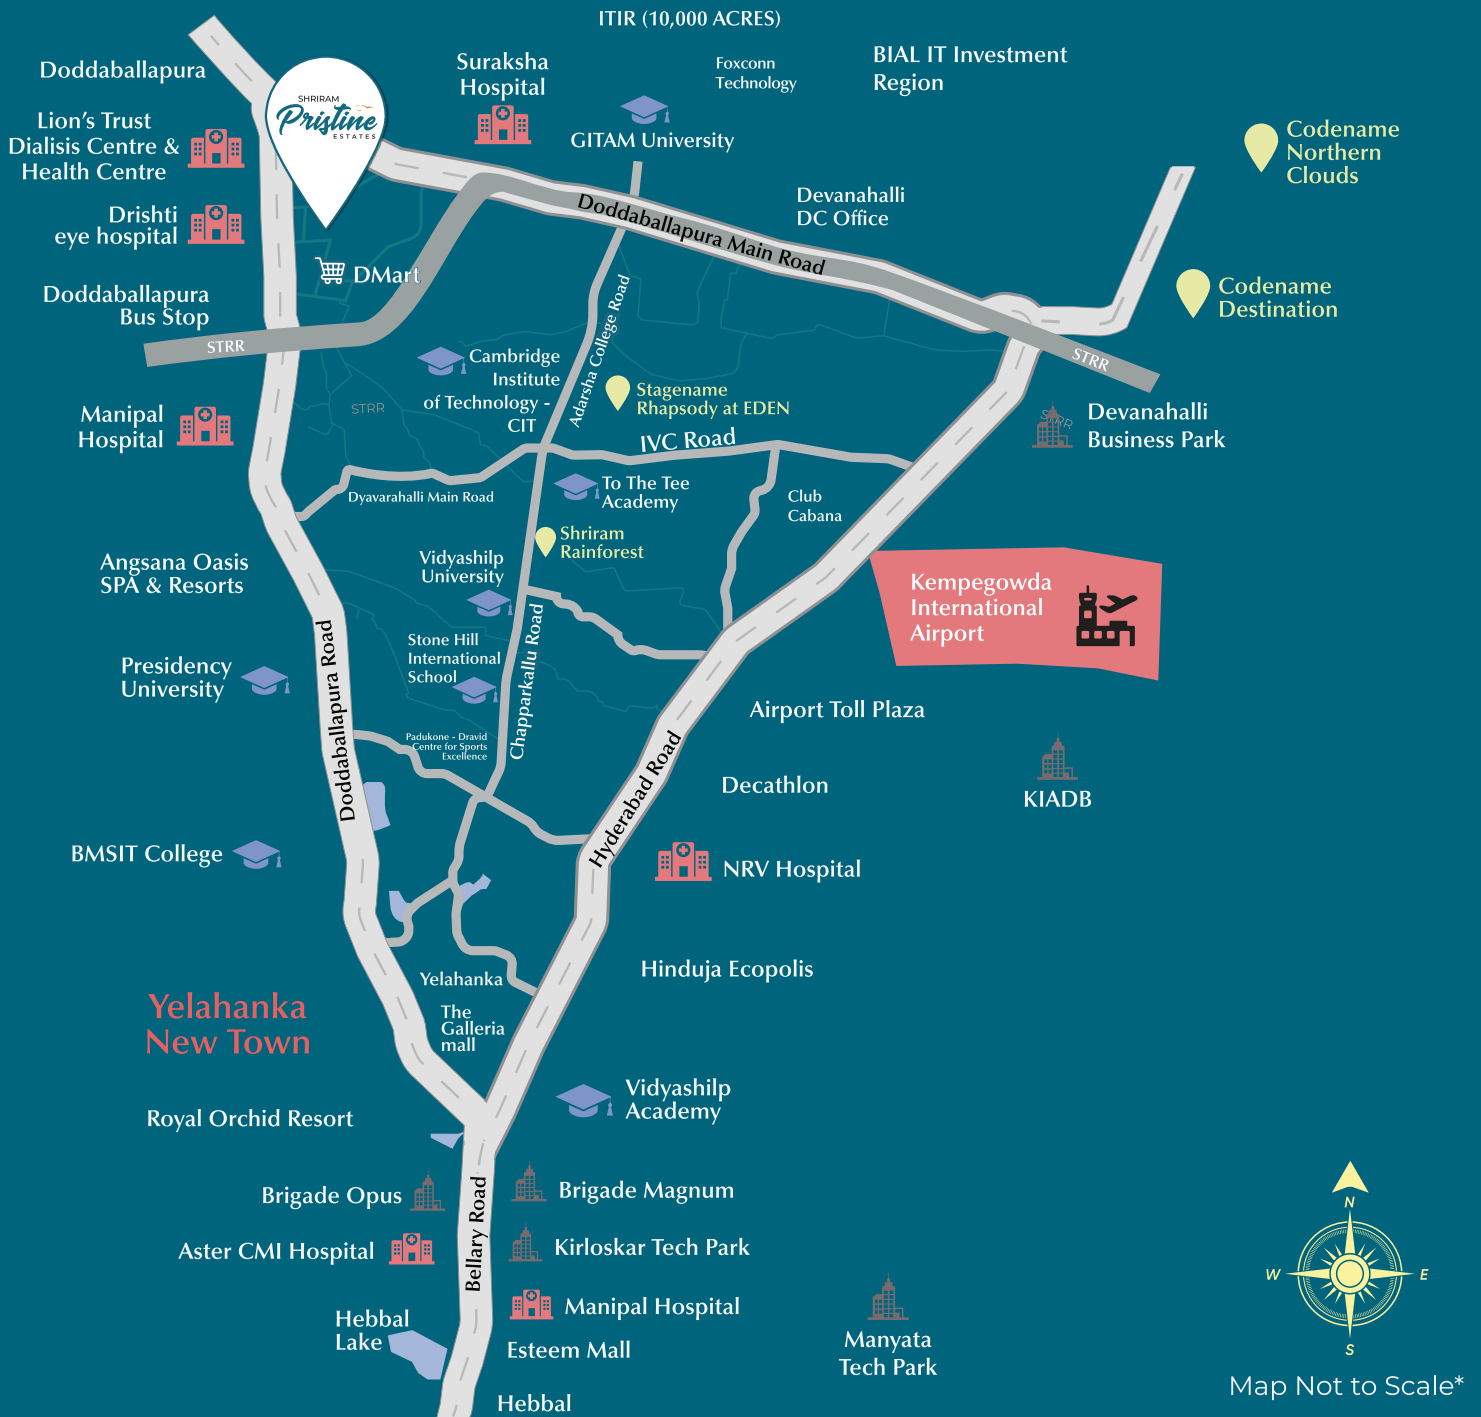 ITIR (10,000 ACRES)
Doddaballapura
Suraksha
Hospital
Foxconn
Technology
BIAL IT Investment
Region
SHRIRAM
Pristine
ESTATES
Lion's Trust
Dialisis Centre &
Health Centre
GITAM University
Codename
Northern
Clouds
Drishti
eye hospital
Devanahalli
DC Office
Doddaballapura Main Road
DMart
Doddaballapura
Bus Stop
STRR
Codename
Destination
STRR
Adarsha College Road
Cambridge
Institute
of Technology -
CIT
Stagename
Rhapsody at EDEN
STRR
Manipal
Hospital
IVC Road
STRR
Devanahalli
Business Park
Dyavarahalli Main Road
To The Tee
Academy
Club
Cabana
Shriram
Rainforest
Angsana Oasis
SPA & Resorts
Vidyashilp
University
Kempegowda
International
Airport
Doddaballapura Road
Chapparkallu Road
Stone Hill
International
School
Presidency
University
Airport Toll Plaza
Padukone - Dravid
Centre for Sports
Excellence
Hyderabad Road
Decathlon
KIADB
BMSIT College
NRV Hospital
Hinduja Ecopolis
Yelahanka
Yelahanka
New Town
The
Galleria
mall
Vidyashilp
Academy
Royal Orchid Resort
Brigade Opus
Brigade Magnum
Bellary Road
Aster CMI Hospital
Kirloskar Tech Park
Manipal Hospital
Hebbal
Lake
Esteem Mall
Manyata
Tech Park
Hebbal
N
W
E
S
Map Not to Scale*